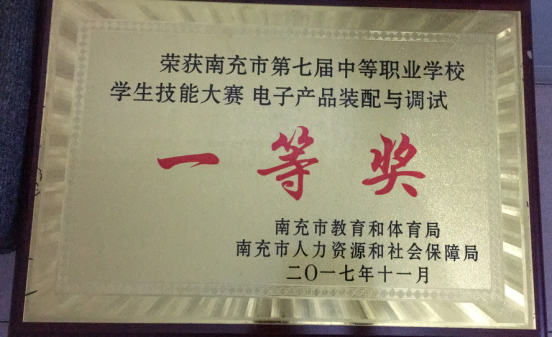 荣获南充市第七届中等职业学校
学生技能大赛 电子产品装配与调试
一等奖
南充市教育和体育局
南充市人力资源和社会保障局
二〇一七年十一月